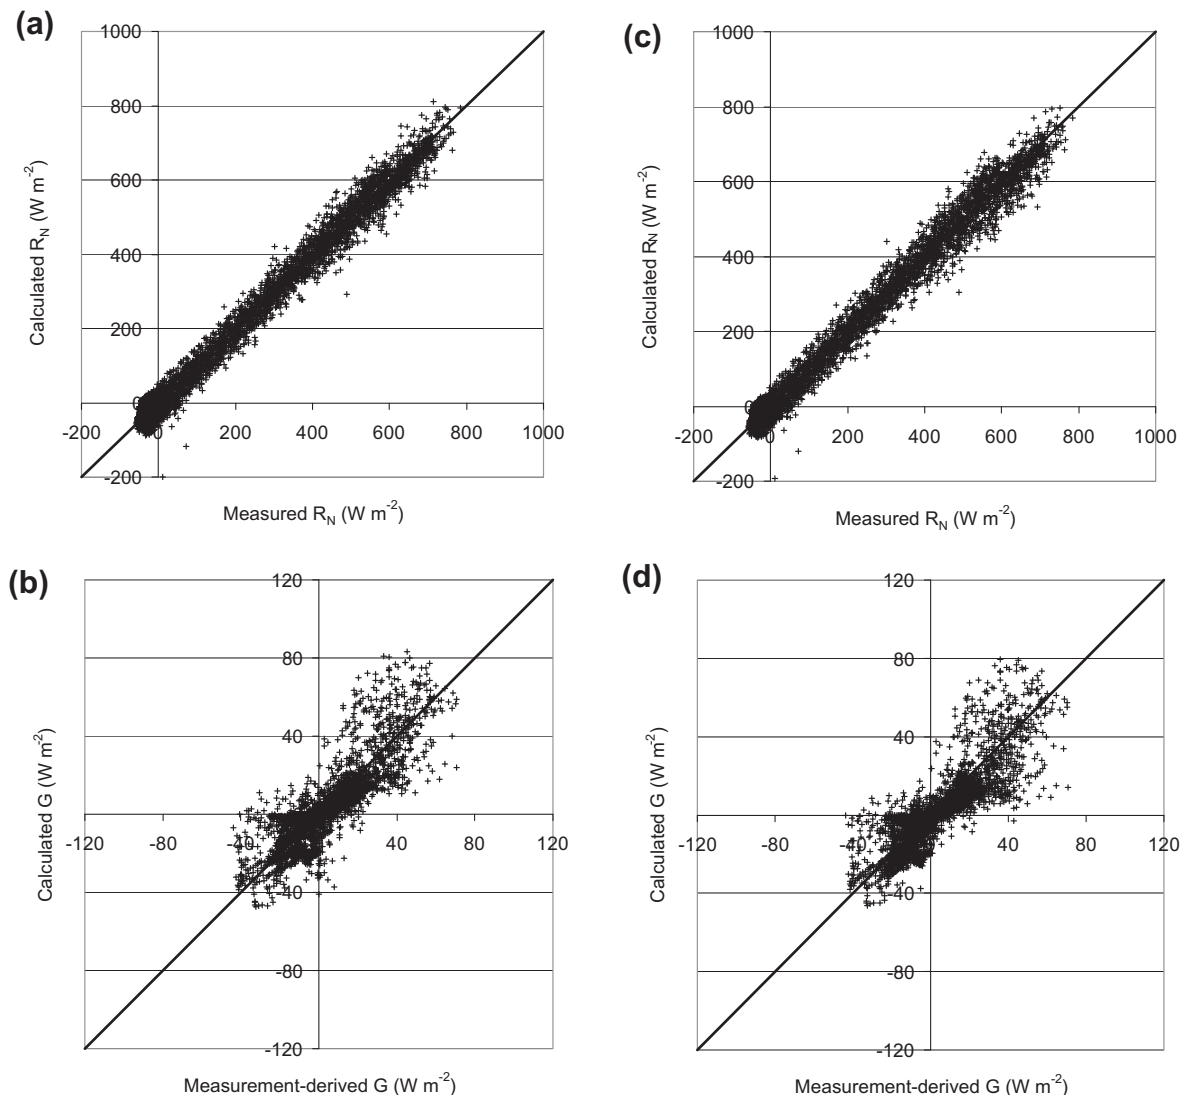 (a)
1000
800
600
400
200
0
-200
-200 0 200 400 600 800 1000
Calculated R_N (W m^-2)
Measured R_N (W m^-2)
(c)
1000
800
600
400
200
0
-200
-200 0 200 400 600 800 1000
Calculated R_N (W m^-2)
Measured R_N (W m^-2)
(b)
120
80
40
-40
-80
-120
-120 -80 -40 40 80 120
Calculated G (W m^-2)
Measurement-derived G (W m^-2)
(d)
120
80
40
-40
-80
-120
-120 -80 -40 40 80 120
Calculated G (W m^-2)
Measurement-derived G (W m^-2)